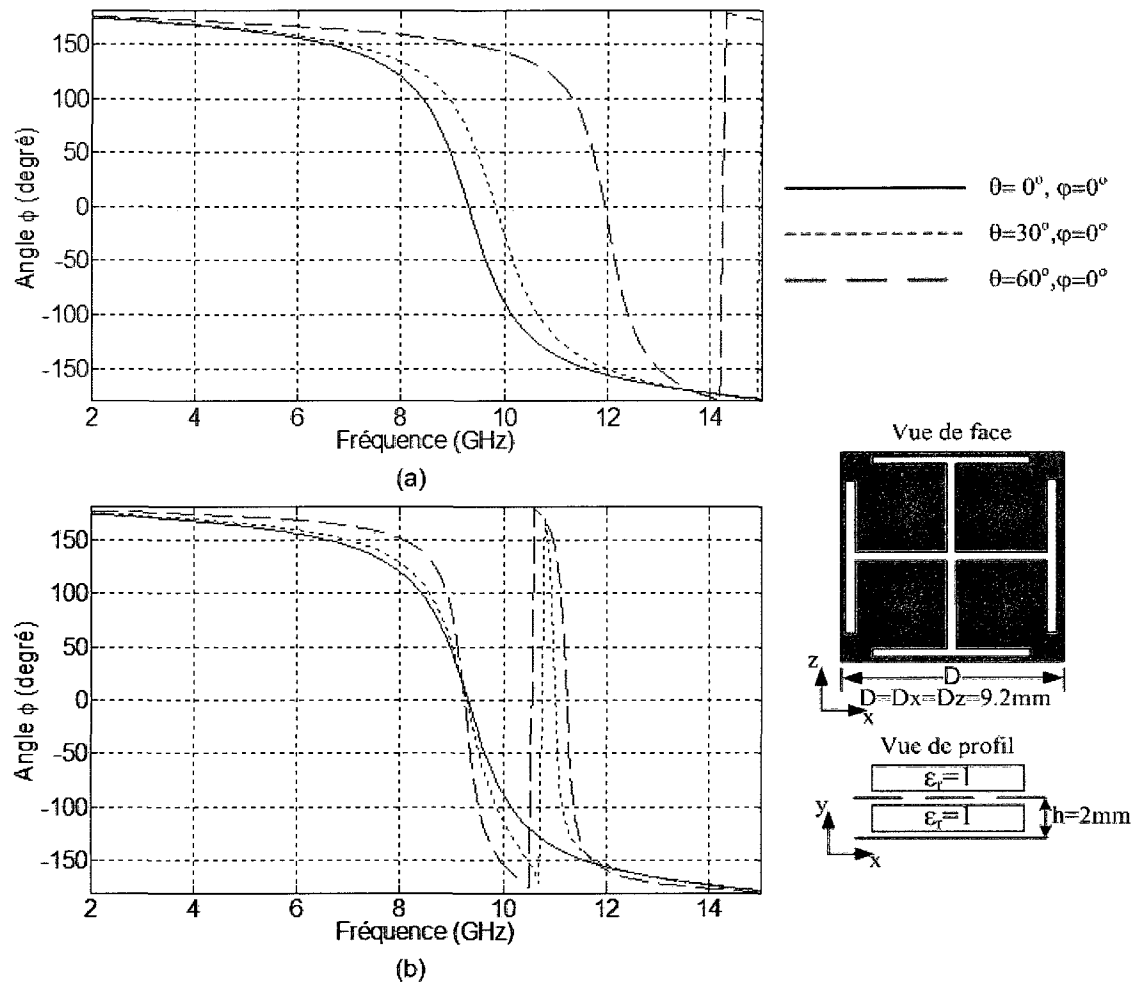 150
100
50
0
-50
-100
-150
Angle ϕ (degré)
2 4 6 8 10 12 14
Fréquence (GHz)
(a)
θ= 0°, φ=0°
θ=30°,φ=0°
θ=60°,φ=0°
150
100
50
0
-50
-100
-150
Angle ϕ (degré)
2 4 6 8 10 12 14
Fréquence (GHz)
(b)
Vue de face
z
x
D
D=Dx=Dz=9.2mm
Vue de profil
εr=1
εr=1
h=2mm
y
x